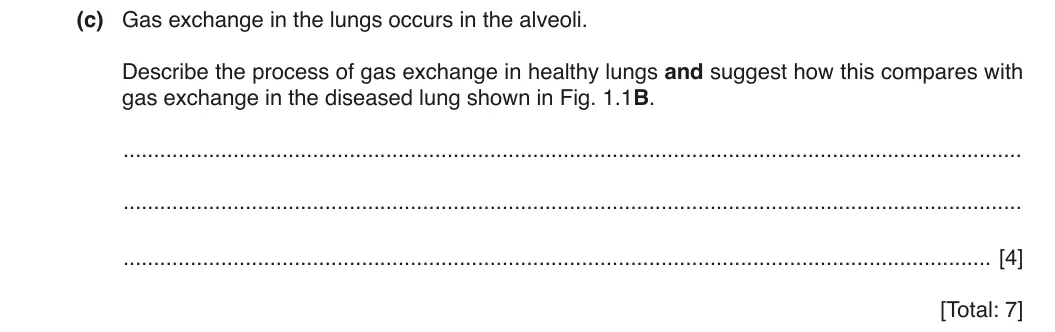 (c) Gas exchange in the lungs occurs in the alveoli.
Describe the process of gas exchange in healthy lungs and suggest how this compares with
gas exchange in the diseased lung shown in Fig. 1.1B.
[4]
[Total: 7]